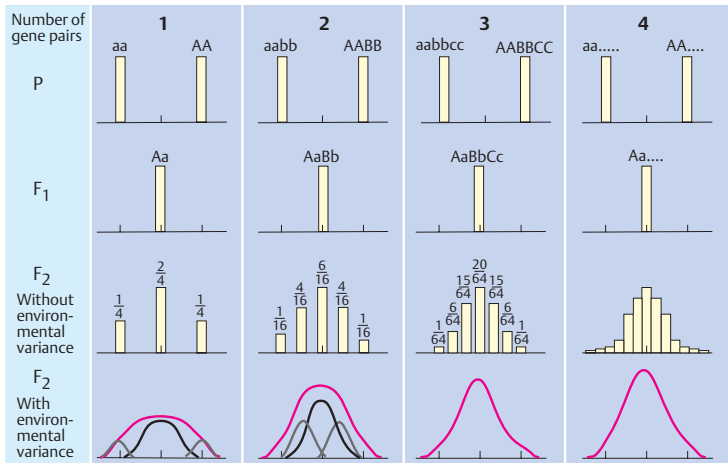 Number of
gene pairs
1
2
3
4
P
aa
AA
aabb
AABB
aabbcc
AABBCC
aa.....
AA....
F1
Aa
AaBb
AaBbCc
Aa....
F2
Without
environ-
mental
variance
1/4
2/4
1/4
1/16
4/16
6/16
4/16
1/16
1/64
6/64
15/64
20/64
15/64
6/64
1/64
F2
With
environ-
mental
variance